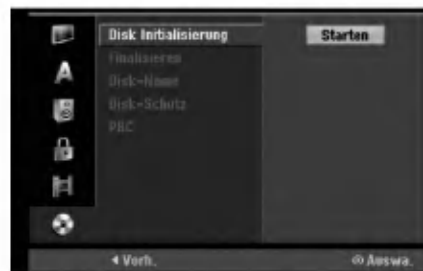 Disk Initialisierung
Starten
Finalisieren
Disk-Name
Disk-Schutz
PBC
A
◄ Vorh.
⊙ Auswa.